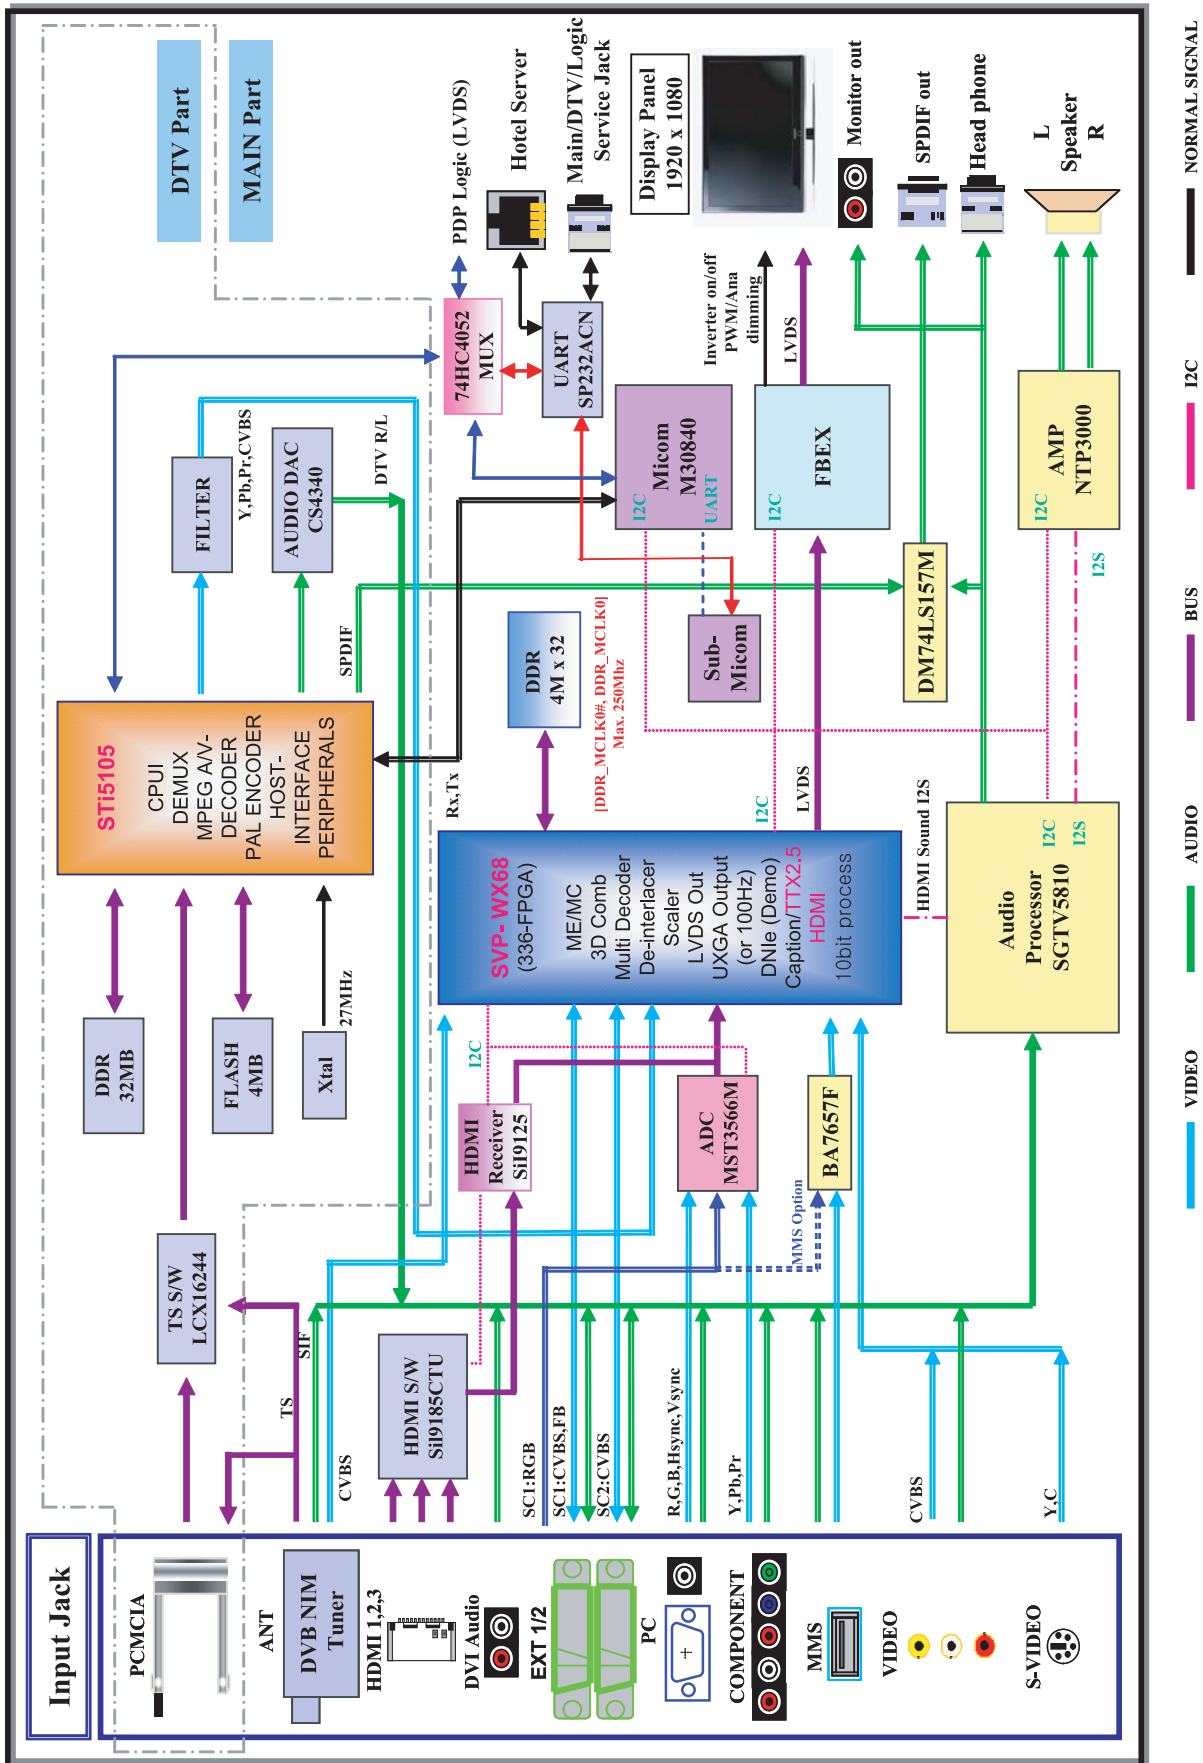 Input Jack
DTV Part
MAIN Part
PCMCIA
ANT
DVB NIM
Tuner
HDMI 1,2,3
DVI Audio
EXT 1/2
PC
COMPONENT
MMS
VIDEO
S-VIDEO
TS S/W
LCX16244
TS
SIF
CVBS
HDMI S/W
Sil9185CTU
SC1:RGB
SC1:CVBS,FB
SC2:CVBS
R,G,B,Hsync,Vsync
Y,Pb,Pr
MMS Option
CVBS
Y,C
DDR
32MB
FLASH
4MB
Xtal
27MHz
HDMI
Receiver
SiI9125
I2C
ADC
MST3566M
BA7657F
STi5105
CPUI
DEMUX
MPEG A/V-
DECODER
PAL ENCODER
HOST-
INTERFACE
PERIPHERALS
SVP- WX68
(336-FPGA)
ME/MC
3D Comb
Multi Decoder
De-interlacer
Scaler
LVDS Out
UXGA Output
(or 100Hz)
DNIe (Demo)
Caption/TTX2.5
HDMI
10bit process
HDMI Sound I2S
Audio
Processor
SGTV5810
I2C
I2S
Rx,Tx
I2C
LVDS
FILTER
Y,Pb,Pr,CVBS
AUDIO DAC
CS4340
DTV R/L
SPDIF
DDR
4M x 32
[DDR_MCLK0#, DDR_MCLK0]
Max. 250Mhz
Sub-
Micom
74HC4052
MUX
UART
SP232ACN
Micom
M30840
I2C
UART
FBEX
I2C
DM74LS157M
AMP
NTP3000
I2C
I2S
PDP Logic (LVDS)
Hotel Server
Main/DTV/Logic
Service Jack
Inverter on/off
PWM/Ana
dimming
LVDS
Display Panel
1920 x 1080
Monitor out
SPDIF out
Head phone
L
Speaker
R
VIDEO
AUDIO
BUS
I2C
NORMAL SIGNAL